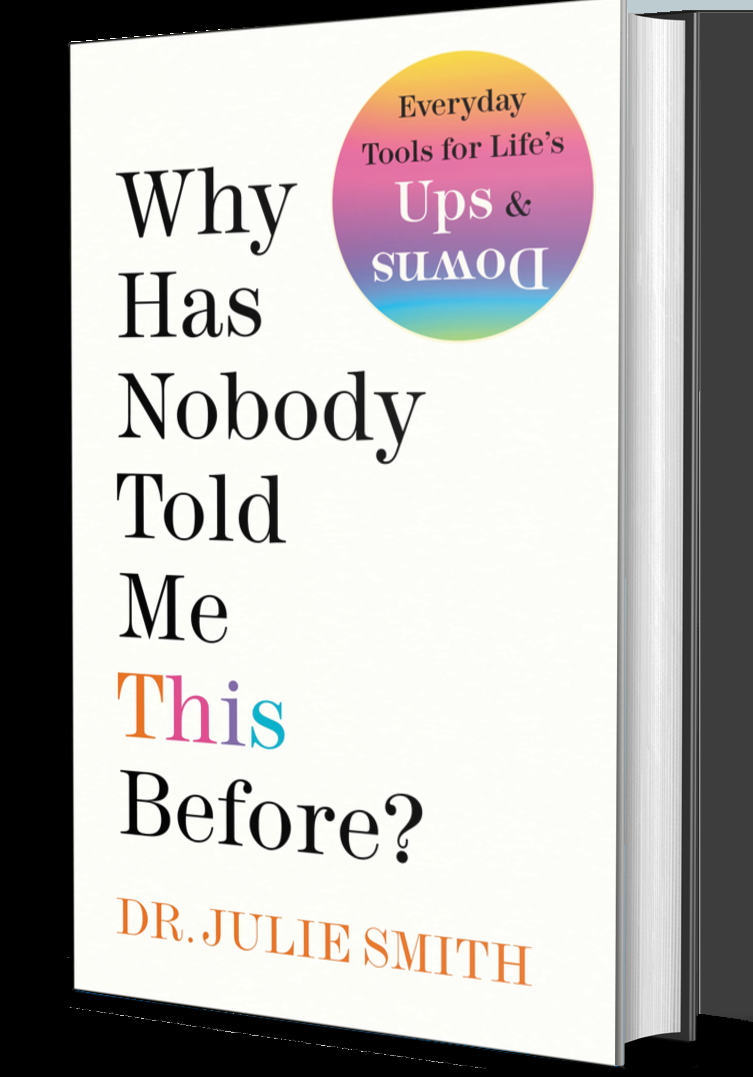 Everyday
Tools for Life's
Ups &
Downs
Why
Has
Nobody
Told
Me
This
Before?
DR. JULIE SMITH